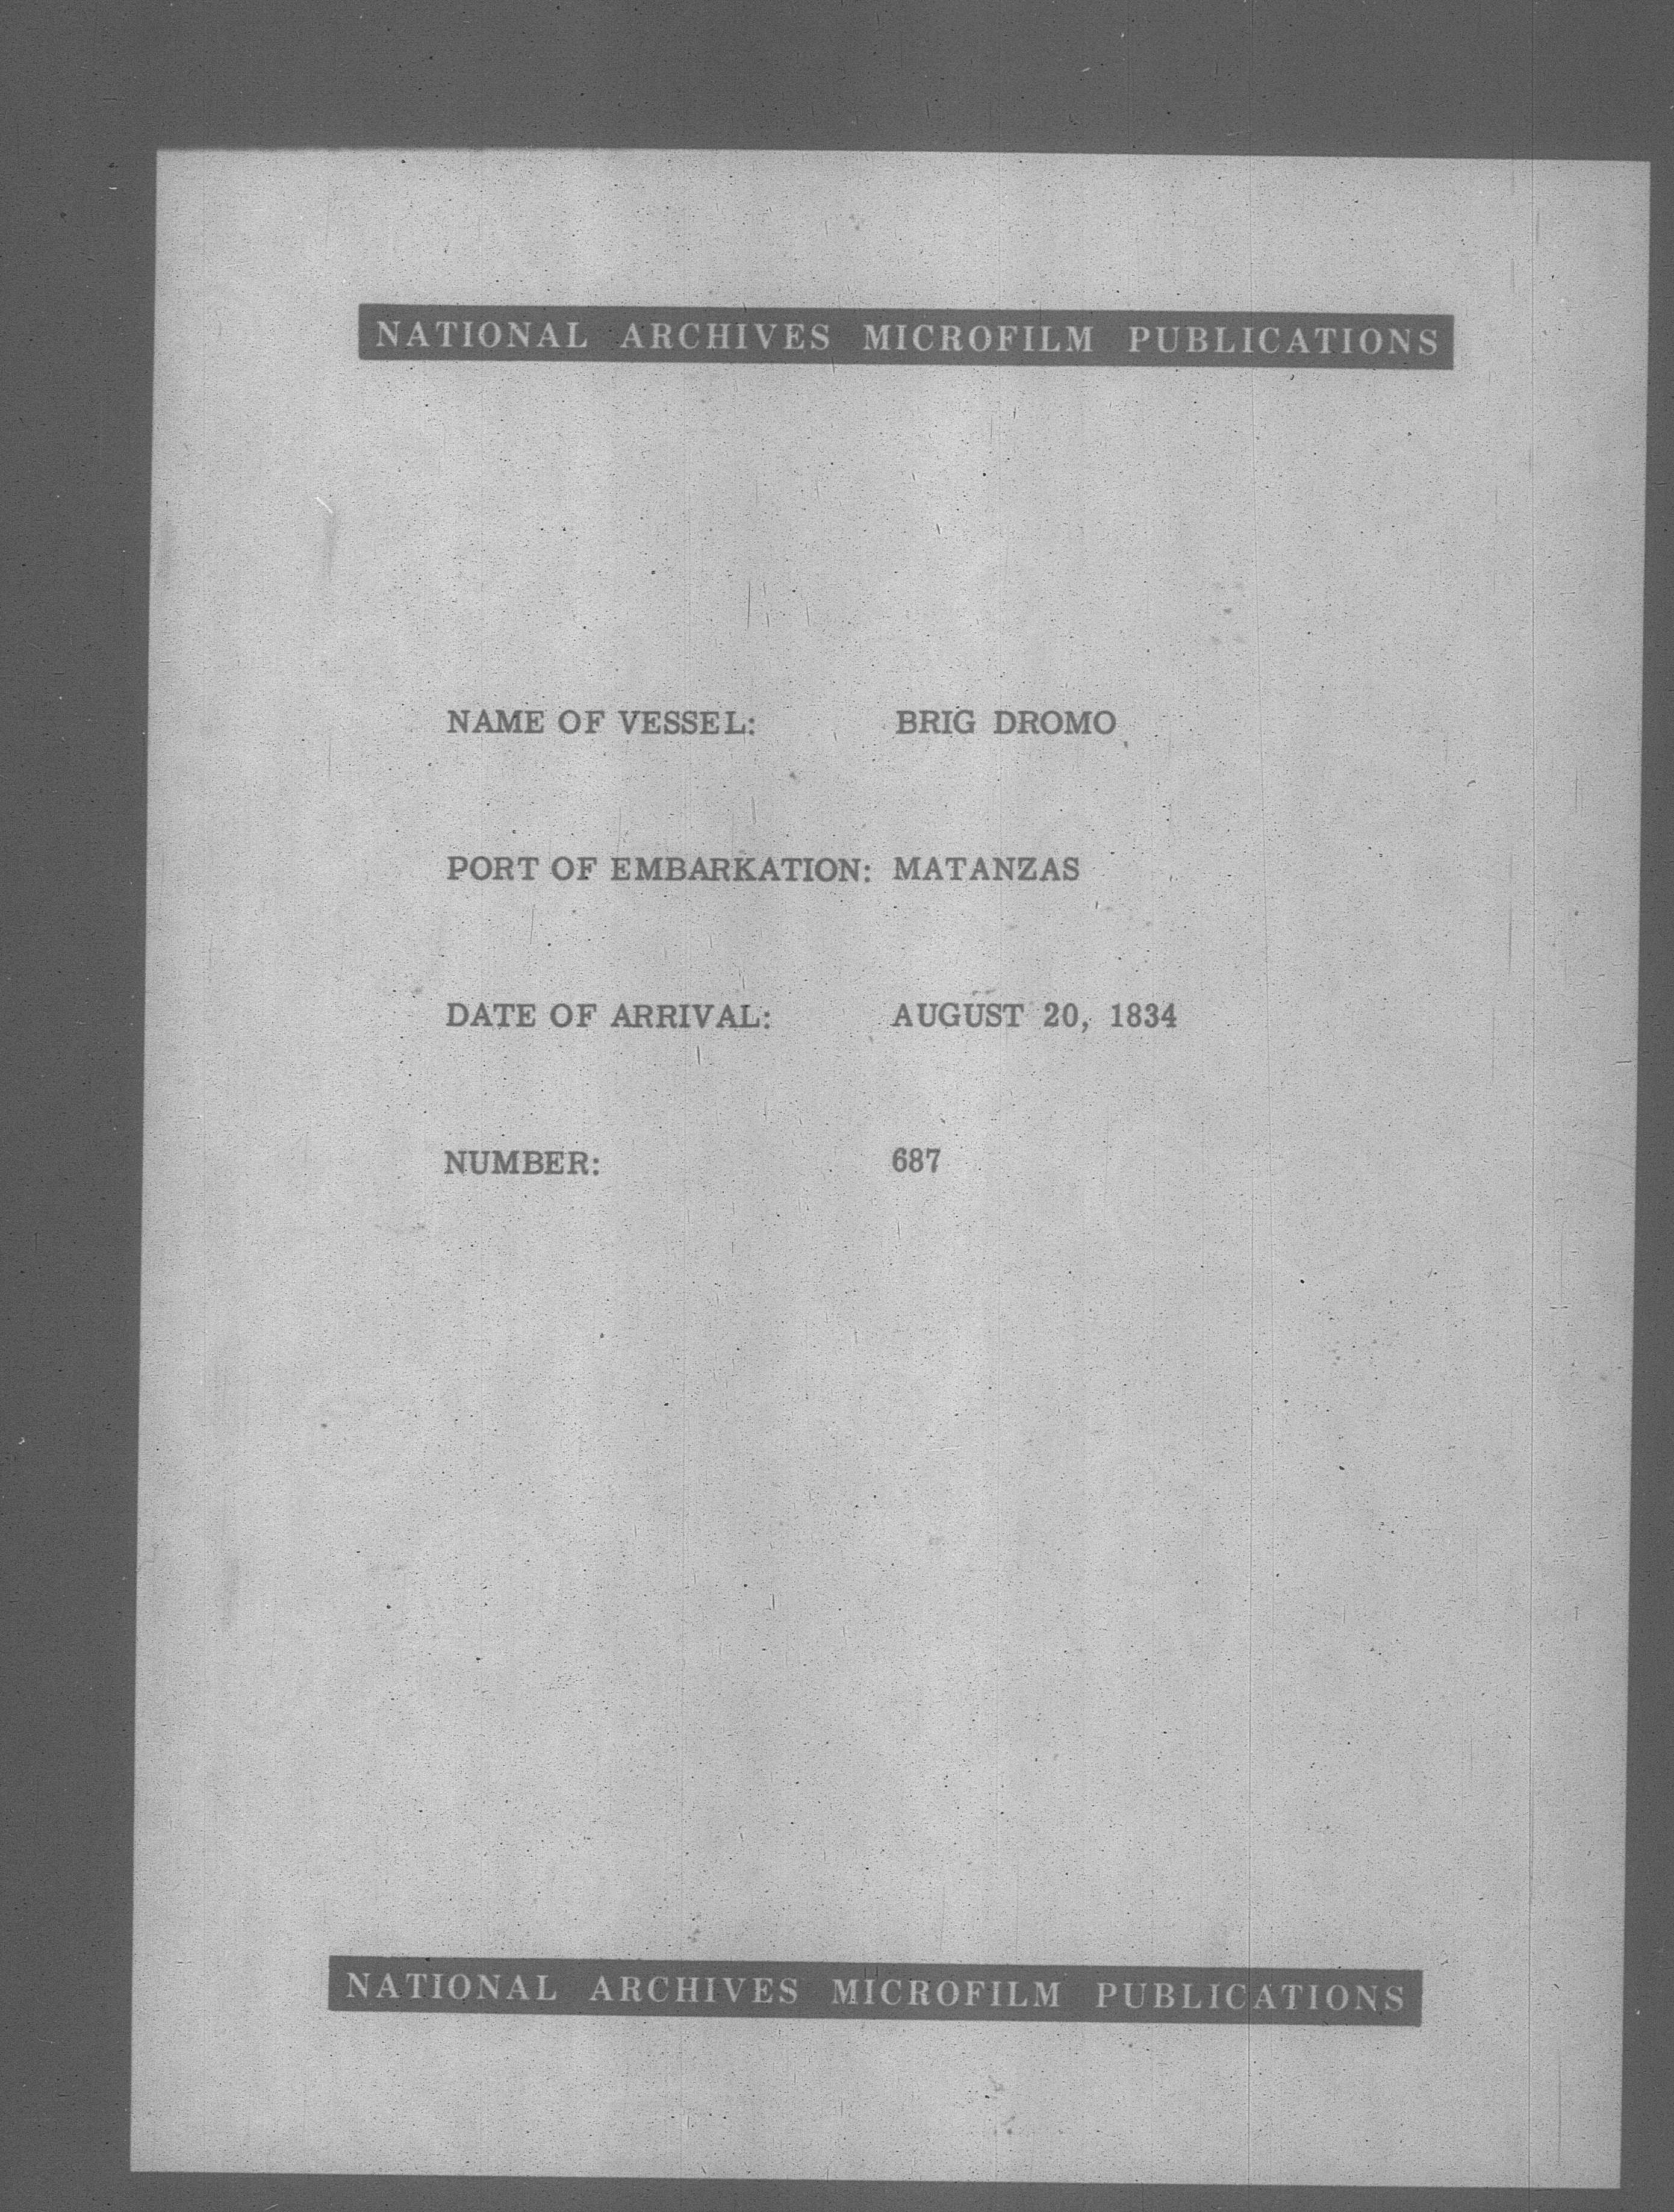 NATIONAL ARCHIVES MICROFILM PUBLICATIONS
NAME OF VESSEL: BRIG DROMO
PORT OF EMBARKATION: MATANZAS
DATE OF ARRIVAL: AUGUST 20, 1834
NUMBER: 687
NATIONAL ARCHIVES MICROFILM PUBLICATIONS